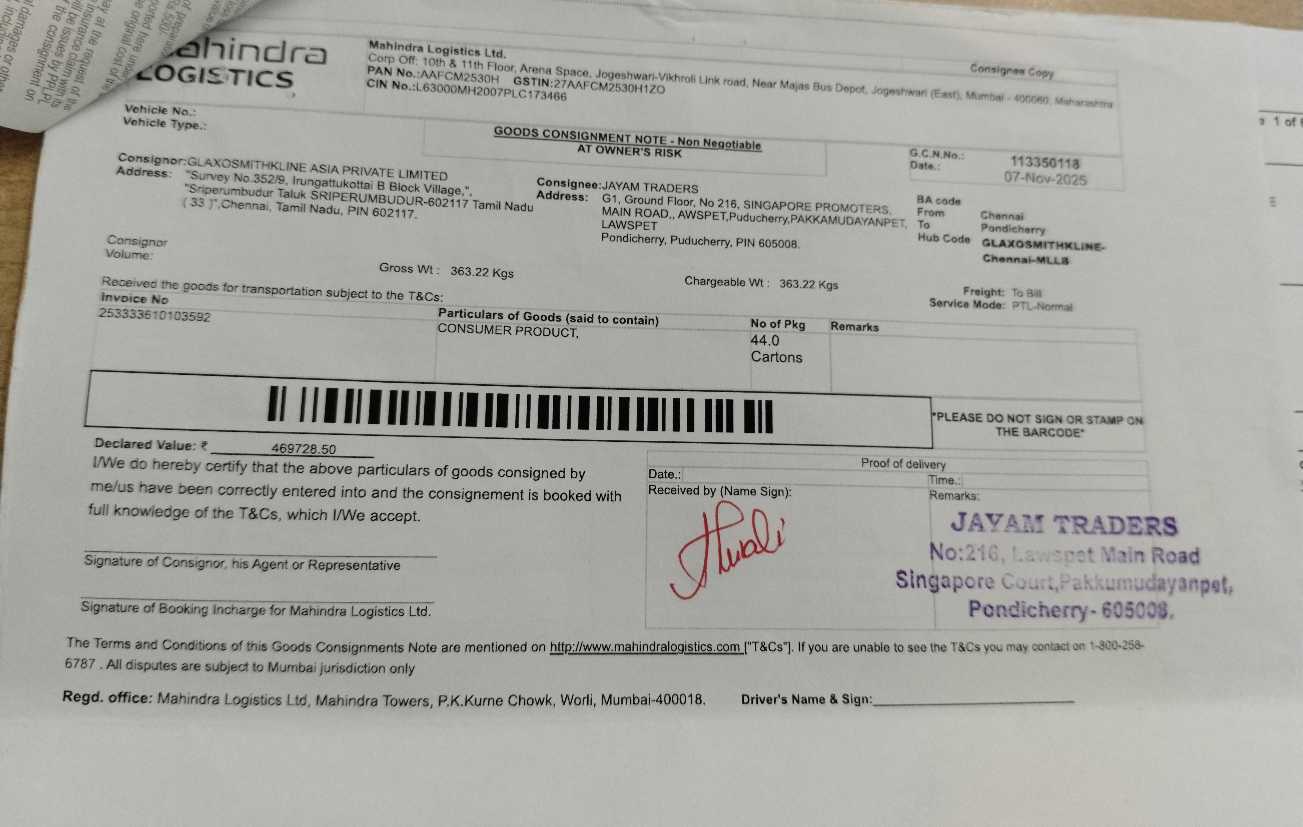 mahindra
LOGISTICS
Mahindra Logistics Ltd.
Corp Off: 10th & 11th Floor, Arena Space, Jogeshwari-Vikhroli Link road, Near Majas Bus Depot, Jogeshwari (East), Mumbai - 400060, Maharashtra
PAN No.:AAFCM2530H GSTIN:27AAFCM2530H1ZO
CIN No.:L63000MH2007PLC173466
Consignee Copy
Vehicle No.:
Vehicle Type.:
GOODS CONSIGNMENT NOTE - Non Negotiable
AT OWNER'S RISK
G.C.N.No.: 113350118
Date.: 07-Nov-2025
Consignor:GLAXOSMITHKLINE ASIA PRIVATE LIMITED
Address: "Survey No.352/9, Irungattukottai B Block Village,",
"Sriperumbudur Taluk SRIPERUMBUDUR-602117 Tamil Nadu
( 33 )",Chennai, Tamil Nadu, PIN 602117.
Consignee:JAYAM TRADERS
Address: G1, Ground Floor, No 216, SINGAPORE PROMOTERS,
MAIN ROAD,, AWSPET,Puducherry,PAKKAMUDAYANPET,
LAWSPET
Pondicherry, Puducherry, PIN 605008.
BA code
From Chennai
To Pondicherry
Hub Code GLAXOSMITHKLINE-
Chennai-MLLB
Consignor
Volume:
Gross Wt : 363.22 Kgs
Chargeable Wt : 363.22 Kgs
Freight: To Bill
Service Mode: PTL-Normal
Received the goods for transportation subject to the T&Cs:
Invoice No
253333610103592
Particulars of Goods (said to contain)
CONSUMER PRODUCT,
No of Pkg
44.0
Cartons
Remarks
*PLEASE DO NOT SIGN OR STAMP ON
THE BARCODE*
Declared Value: ₹ 469728.50
I/We do hereby certify that the above particulars of goods consigned by
me/us have been correctly entered into and the consignement is booked with
full knowledge of the T&Cs, which I/We accept.
Signature of Consignor, his Agent or Representative
Signature of Booking Incharge for Mahindra Logistics Ltd.
Proof of delivery
Date.:
Time.:
Received by (Name Sign):
Remarks:
JAYAM TRADERS
No:216, Lawspet Main Road
Singapore Court,Pakkumudayanpet,
Pondicherry- 605008.
The Terms and Conditions of this Goods Consignments Note are mentioned on http://www.mahindralogistics.com ["T&Cs"]. If you are unable to see the T&Cs you may contact on 1-800-258-
6787 . All disputes are subject to Mumbai jurisdiction only
Regd. office: Mahindra Logistics Ltd, Mahindra Towers, P.K.Kurne Chowk, Worli, Mumbai-400018.
Driver's Name & Sign: